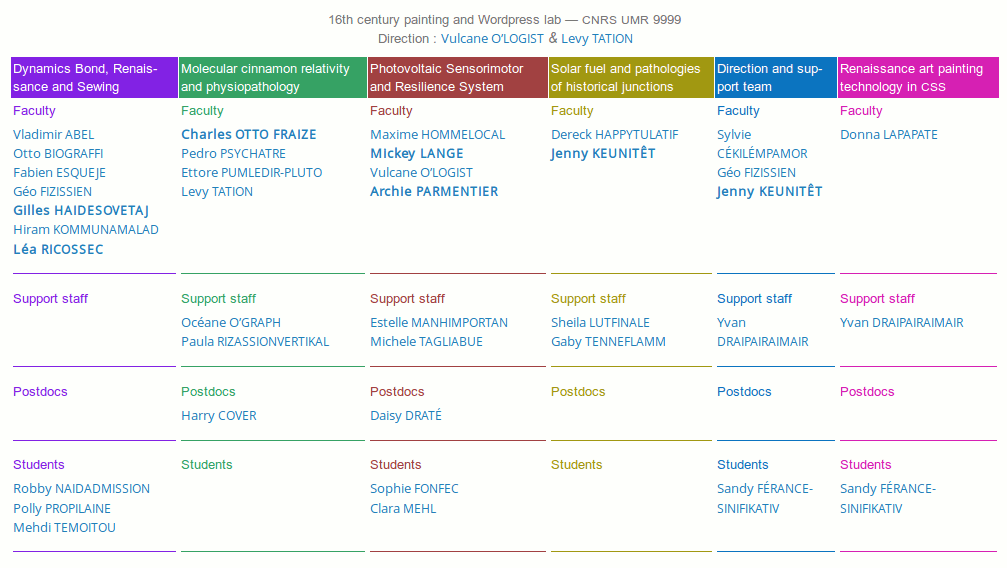 16th century painting and Wordpress lab — CNRS UMR 9999
Direction : Vulcane O’LOGIST & Levy TATION
Dynamics Bond, Renais-
sance and Sewing
Molecular cinnamon relativity
and physiopathology
Photovoltaic Sensorimotor
and Resilience System
Solar fuel and pathologies
of historical junctions
Direction and sup-
port team
Renaissance art painting
technology in CSS
Faculty
Vladimir ABEL
Otto BIOGRAFFI
Fabien ESQUEJE
Géo FIZISSIEN
Gilles HAIDESOVETAJ
Hiram KOMMUNAMALAD
Léa RICOSSEC
Faculty
Charles OTTO FRAIZE
Pedro PSYCHATRE
Ettore PUMLEDIR-PLUTO
Levy TATION
Faculty
Maxime HOMMELOCAL
Mickey LANGE
Vulcane O’LOGIST
Archie PARMENTIER
Faculty
Dereck HAPPYTULATIF
Jenny KEUNITÊT
Faculty
Sylvie
CÉKILÉMPAMOR
Géo FIZISSIEN
Jenny KEUNITÊT
Faculty
Donna LAPAPATE
Support staff
Support staff
Océane O’GRAPH
Paula RIZASSIONVERTIKAL
Support staff
Estelle MANHIMPORTAN
Michele TAGLIABUE
Support staff
Sheila LUTFINALE
Gaby TENNEFLAMM
Support staff
Yvan
DRAIPAIRAIMAIR
Support staff
Yvan DRAIPAIRAIMAIR
Postdocs
Postdocs
Harry COVER
Postdocs
Daisy DRATÉ
Postdocs
Postdocs
Postdocs
Students
Robby NAIDADMISSION
Polly PROPILAINE
Mehdi TEMOITOU
Students
Students
Sophie FONFEC
Clara MEHL
Students
Students
Sandy FÉRANCE-
SINIFIKATIV
Students
Sandy FÉRANCE-
SINIFIKATIV